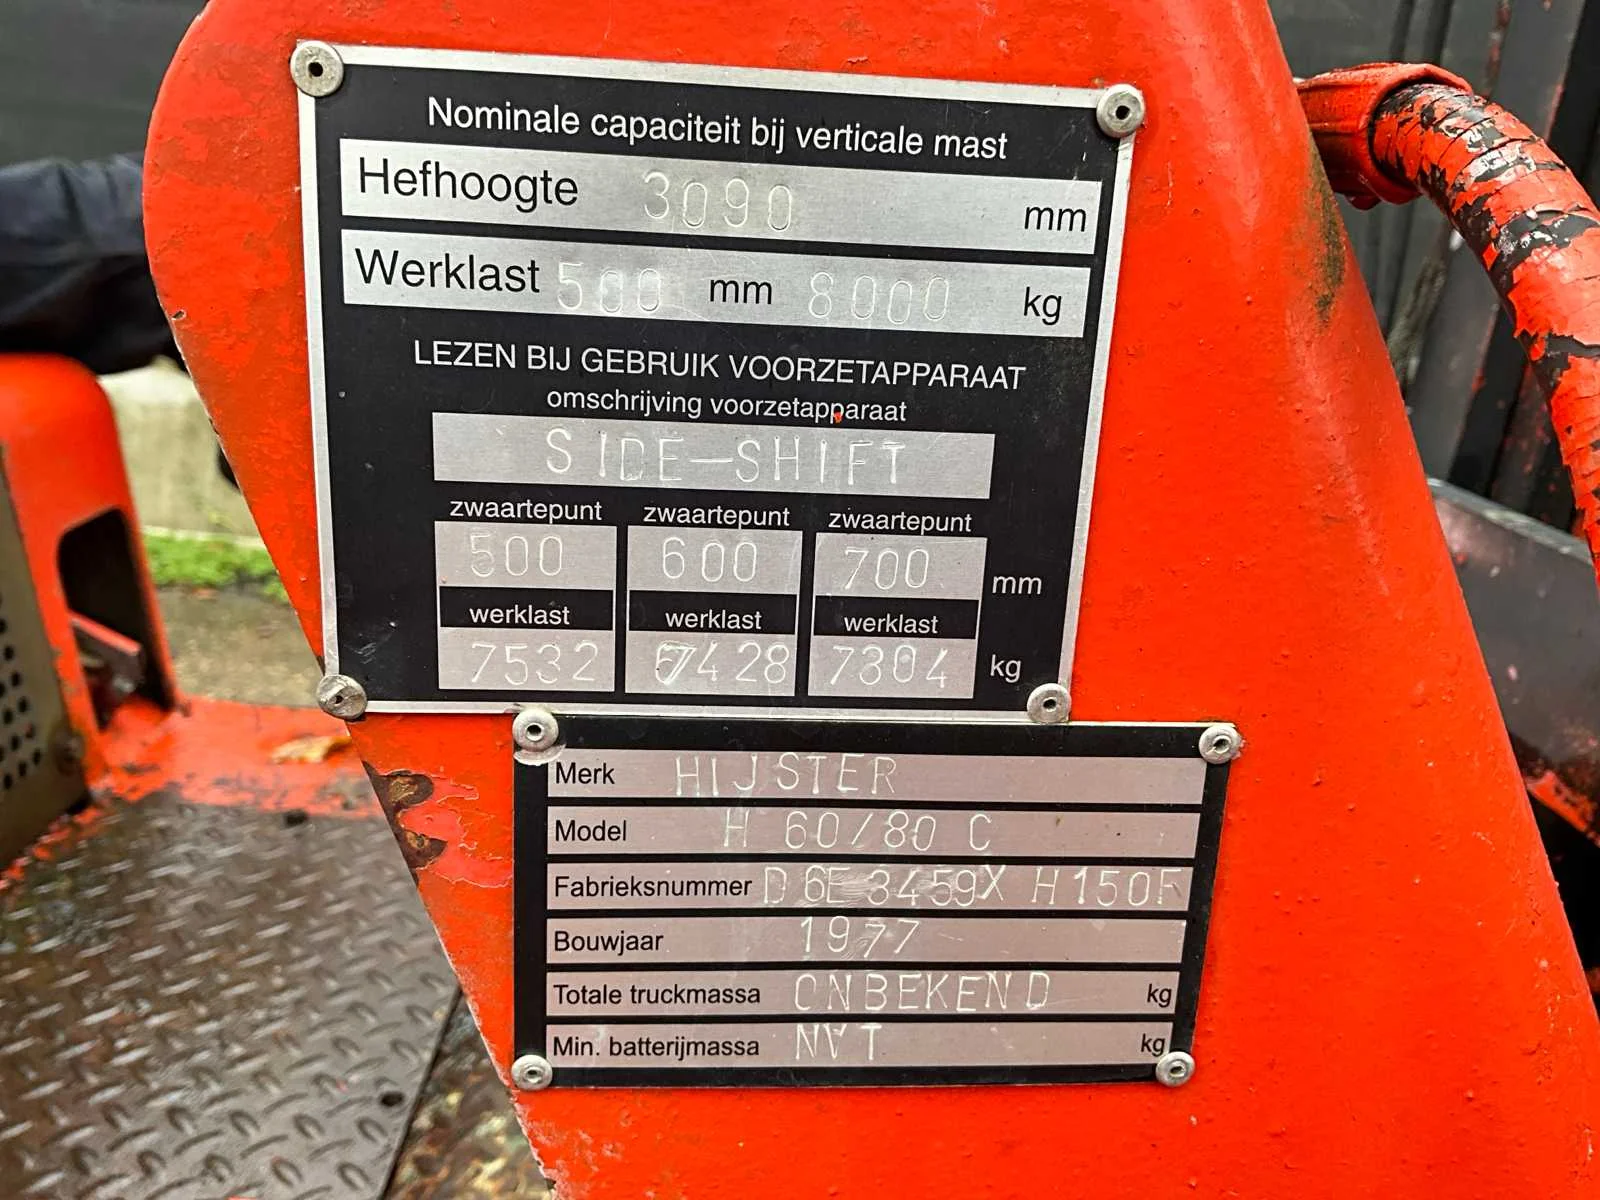 Nominale capaciteit bij verticale mast
Hefhoogte 3090 mm
Werklast 500 mm 8000 kg
LEZEN BIJ GEBRUIK VOORZETAPPARAAT
omschrijving voorzetapparaat
SIDE-SHIFT
zwaartepunt zwaartepunt zwaartepunt
500 600 700 mm
werklast werklast werklast
7532 7428 7304 kg
Merk HIJSTER
Model H 60/80 C
Fabrieksnummer D6E3459X H150F
Bouwjaar 1977
Totale truckmassa ONBEKEND kg
Min. batterijmassa NVT kg